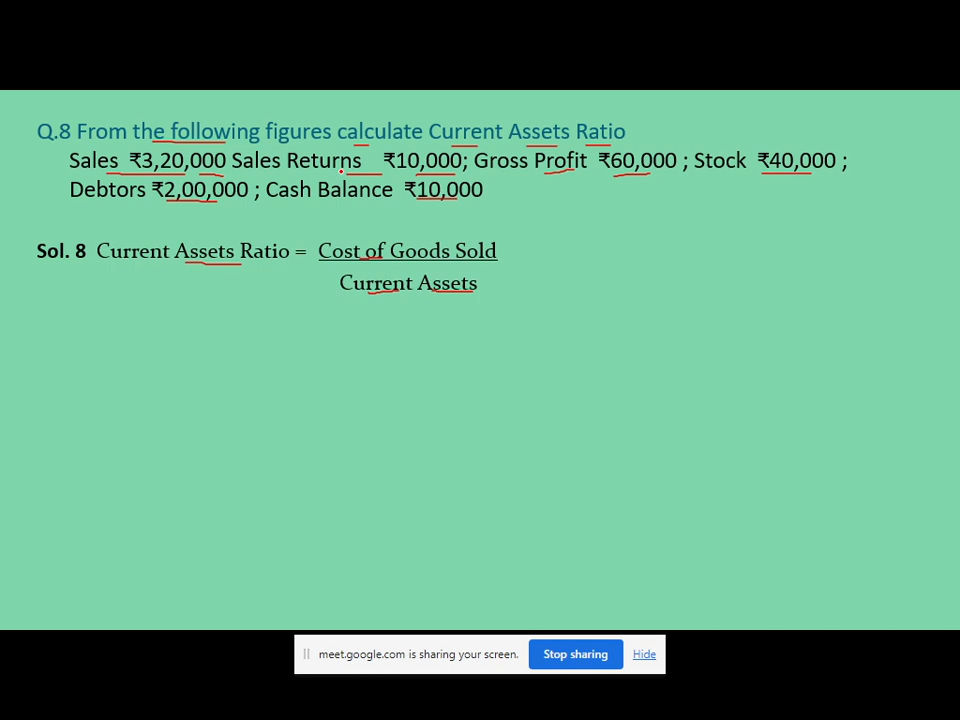 Q.8 From the following figures calculate Current Assets Ratio
Sales ₹3,20,000 Sales Returns ₹10,000; Gross Profit ₹60,000 ; Stock ₹40,000 ;
Debtors ₹2,00,000 ; Cash Balance ₹10,000
Sol. 8 Current Assets Ratio = Cost of Goods Sold
Current Assets
meet.google.com is sharing your screen. Stop sharing Hide